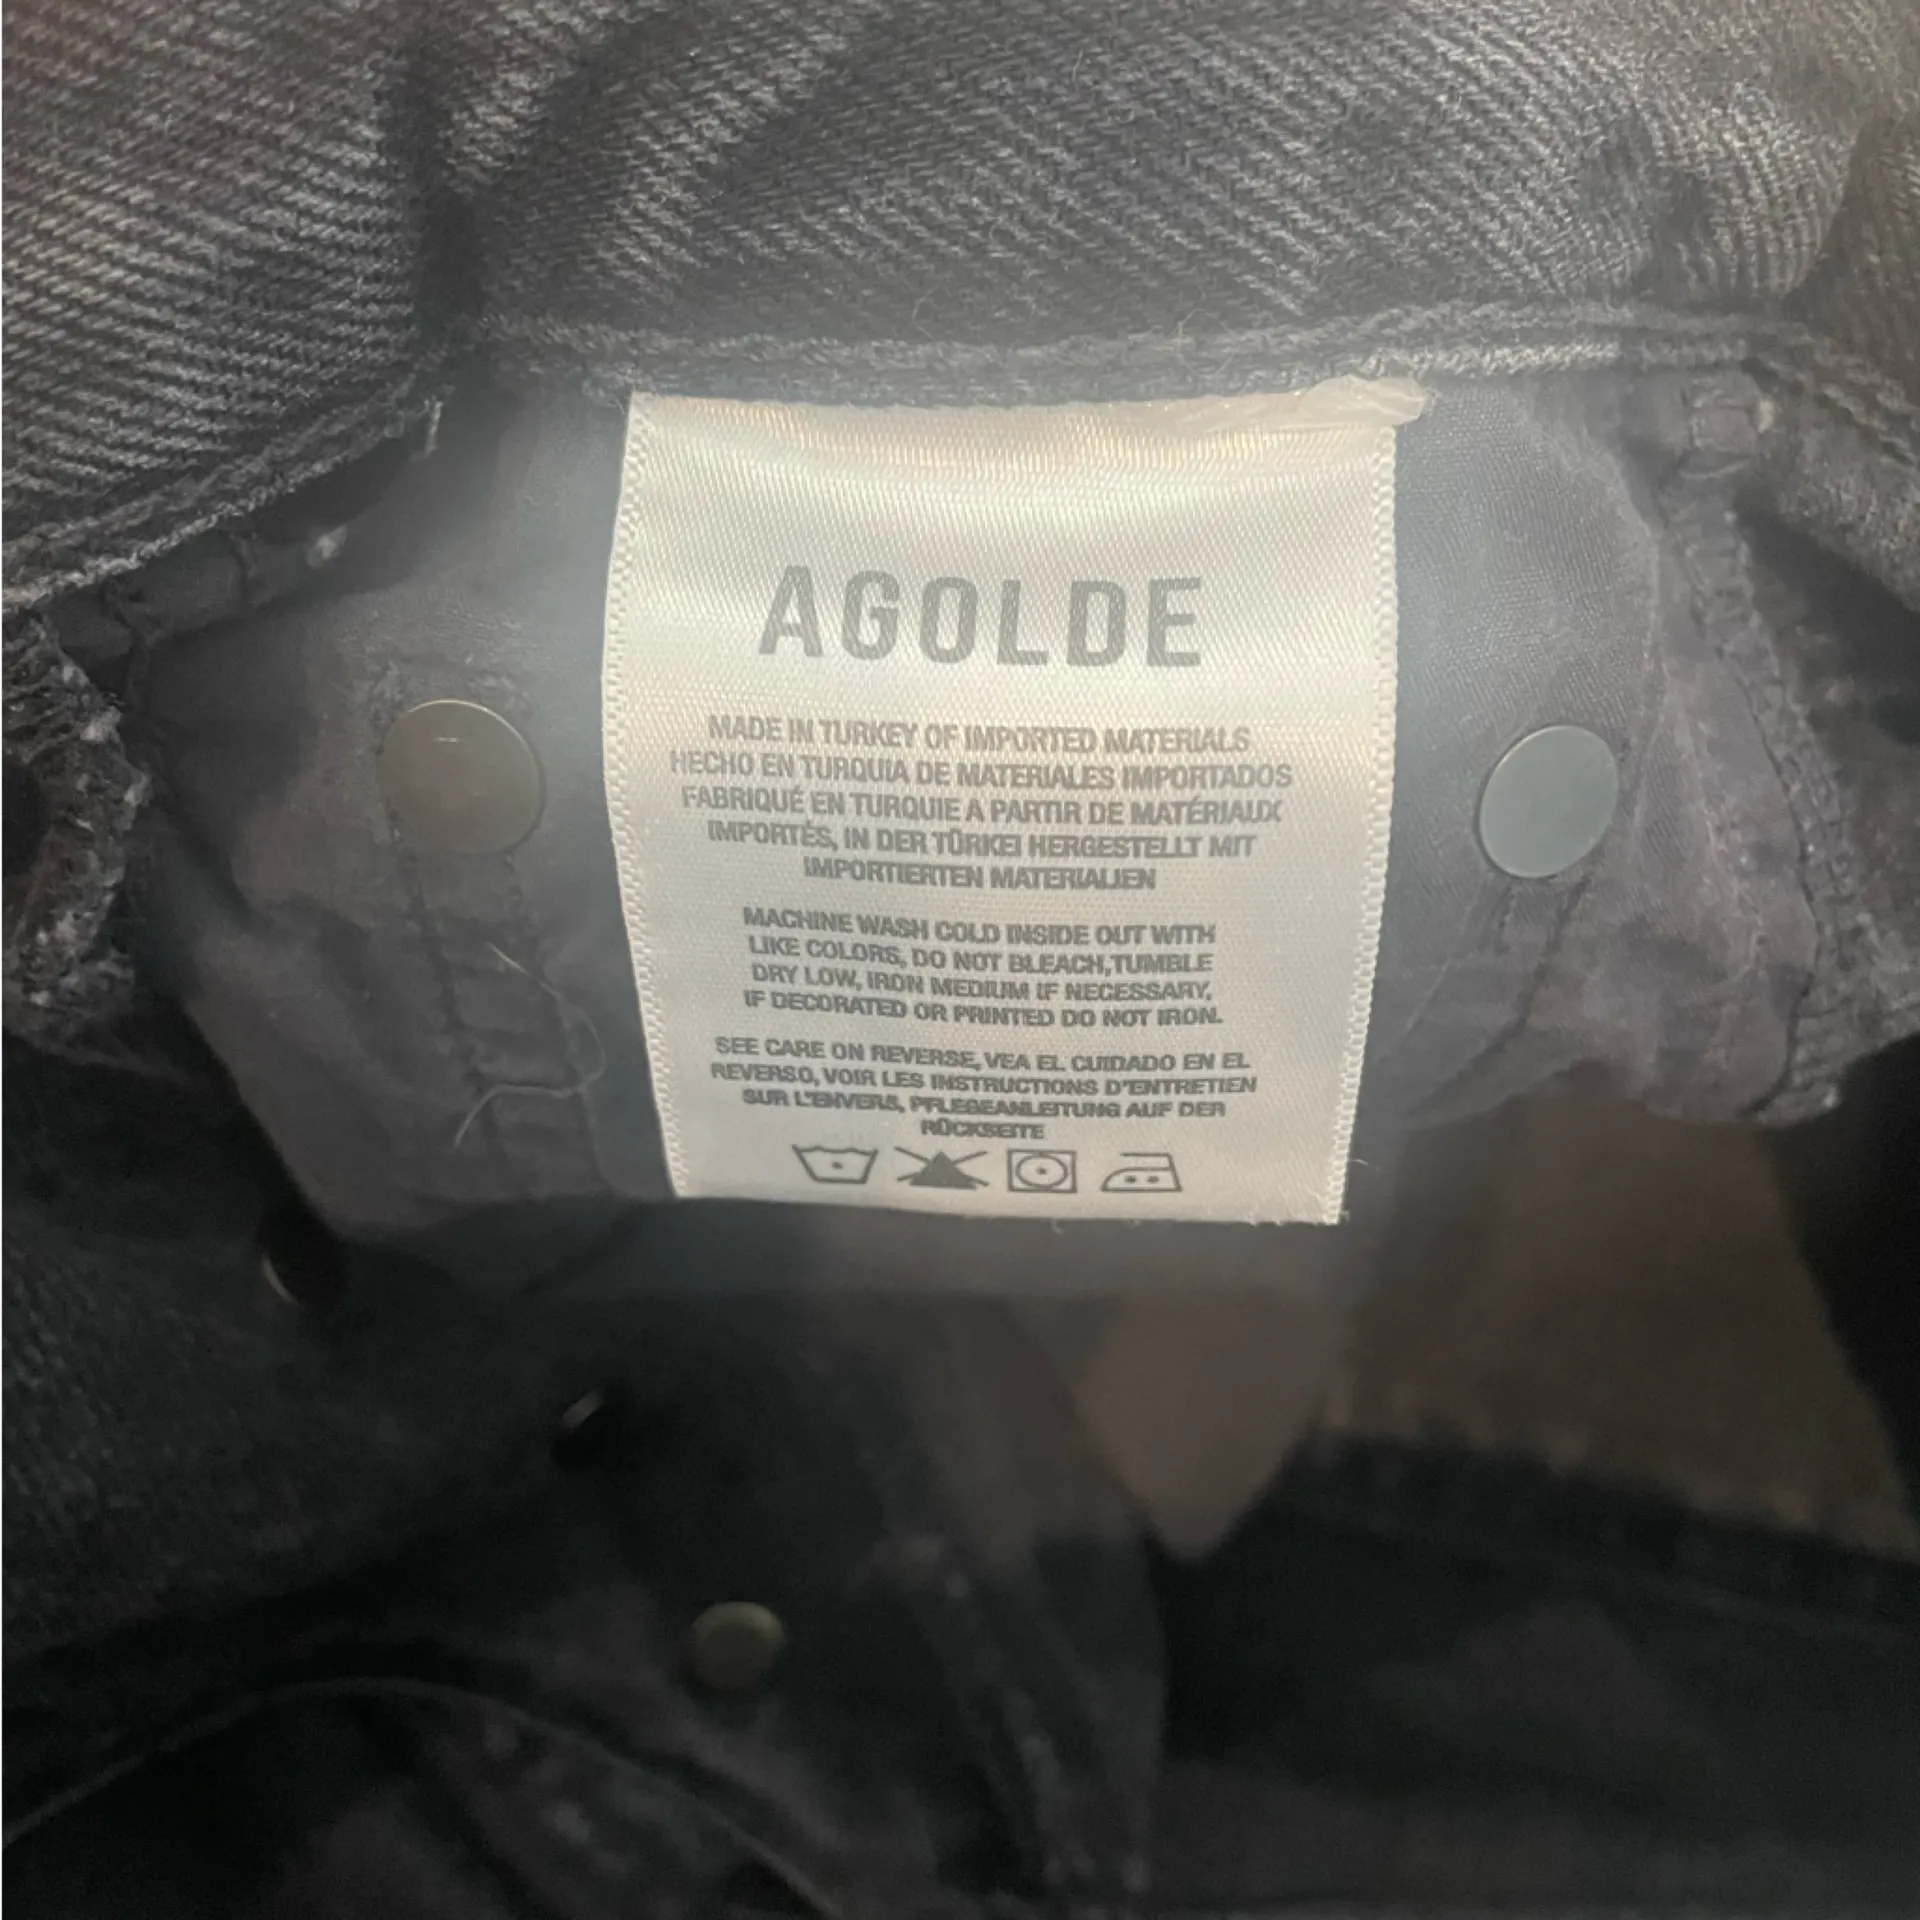 AGOLDE
MADE IN TURKEY OF IMPORTED MATERIALS
HECHO EN TURQUIA DE MATERIALES IMPORTADOS
FABRIQUÉ EN TURQUIE A PARTIR DE MATÉRIAUX
IMPORTÉS, IN DER TÜRKEI HERGESTELLT MIT
IMPORTIERTEN MATERIALIEN
MACHINE WASH COLD INSIDE OUT WITH
LIKE COLORS, DO NOT BLEACH,TUMBLE
DRY LOW, IRON MEDIUM IF NECESSARY,
IF DECORATED OR PRINTED DO NOT IRON.
SEE CARE ON REVERSE, VEA EL CUIDADO EN EL
REVERSO, VOIR LES INSTRUCTIONS D'ENTRETIEN
SUR L'ENVERS, PFLEGEANLEITUNG AUF DER
RÜCKSEITE